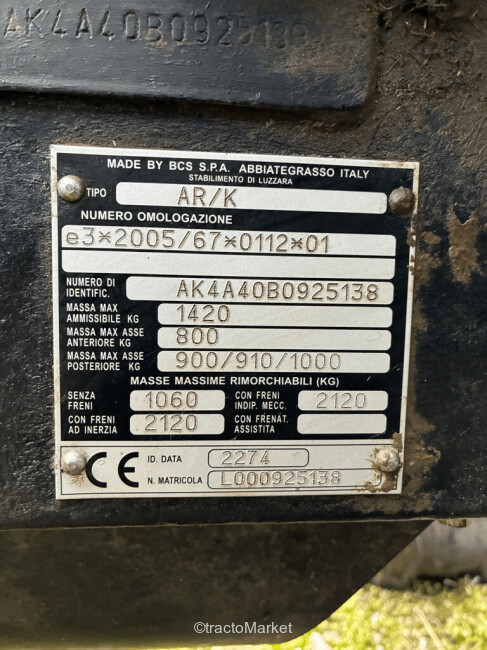 AK4A40B0925138
MADE BY BCS S.P.A. ABBIATEGRASSO ITALY
STABILIMENTO DI LUZZARA
TIPO AR/K
NUMERO OMOLOGAZIONE
e3*2005/67*0112*01
NUMERO DI IDENTIFIC. AK4A40B0925138
MASSA MAX AMMISSIBILE KG 1420
MASSA MAX ASSE ANTERIORE KG 800
MASSA MAX ASSE POSTERIORE KG 900/910/1000
MASSE MASSIME RIMORCHIABILI (KG)
SENZA FRENI 1060 CON FRENI INDIP. MECC. 2120
CON FRENI AD INERZIA 2120 CON FRENAT. ASSISTITA
CE ID. DATA 2274
N. MATRICOLA L000925138
©tractoMarket